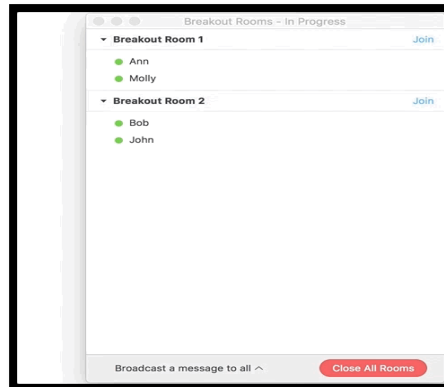 Breakout Rooms - In Progress
Breakout Room 1 Join
Ann
Molly
Breakout Room 2 Join
Bob
John
Broadcast a message to all Close All Rooms